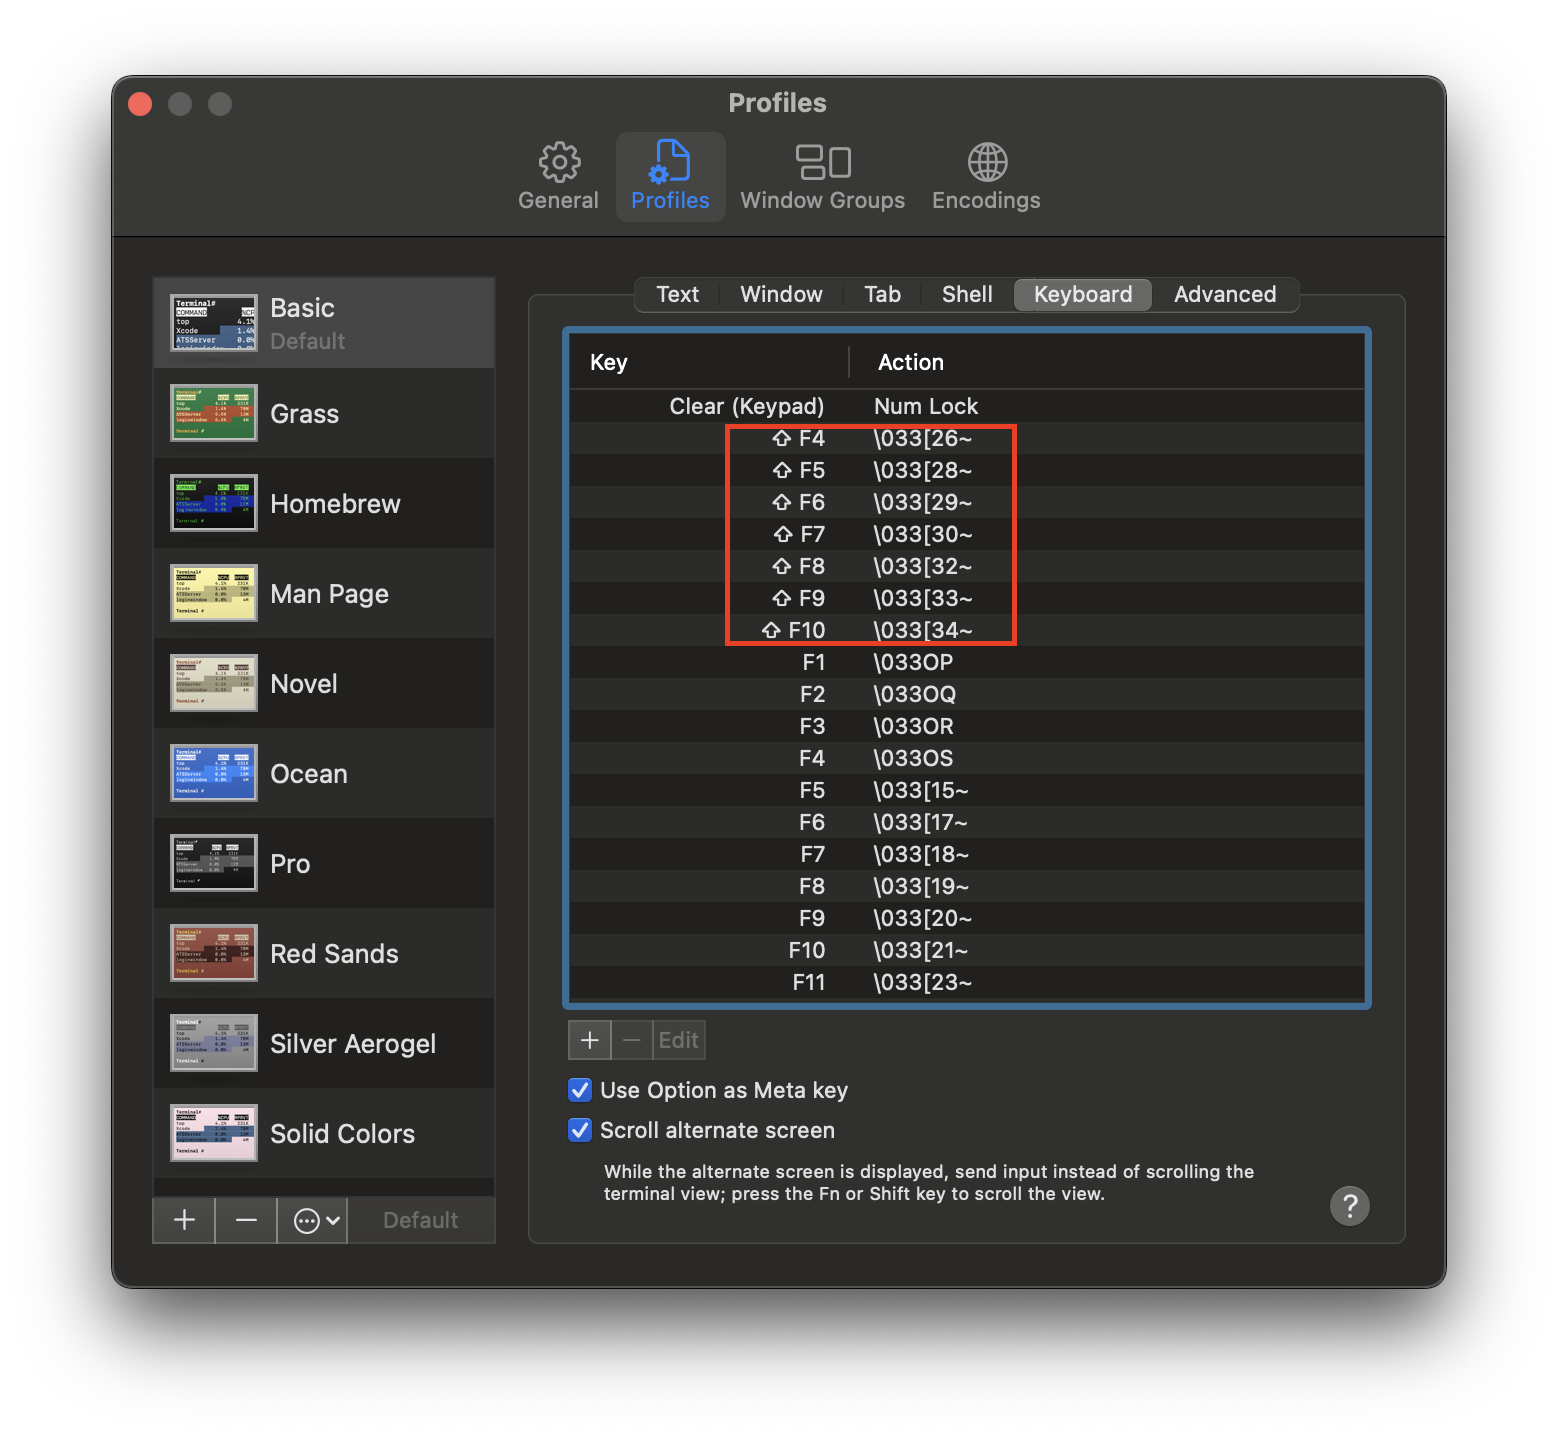 Profiles
General
Profiles
Window Groups
Encodings
Basic
Default
Grass
Homebrew
Man Page
Novel
Ocean
Pro
Red Sands
Silver Aerogel
Solid Colors
Default
Text
Window
Tab
Shell
Keyboard
Advanced
Key Action
Clear (Keypad) Num Lock
⇧ F4 \033[26~
⇧ F5 \033[28~
⇧ F6 \033[29~
⇧ F7 \033[30~
⇧ F8 \033[32~
⇧ F9 \033[33~
⇧ F10 \033[34~
F1 \033OP
F2 \033OQ
F3 \033OR
F4 \033OS
F5 \033[15~
F6 \033[17~
F7 \033[18~
F8 \033[19~
F9 \033[20~
F10 \033[21~
F11 \033[23~
+ − Edit
Use Option as Meta key
Scroll alternate screen
While the alternate screen is displayed, send input instead of scrolling the
terminal view; press the Fn or Shift key to scroll the view.
?